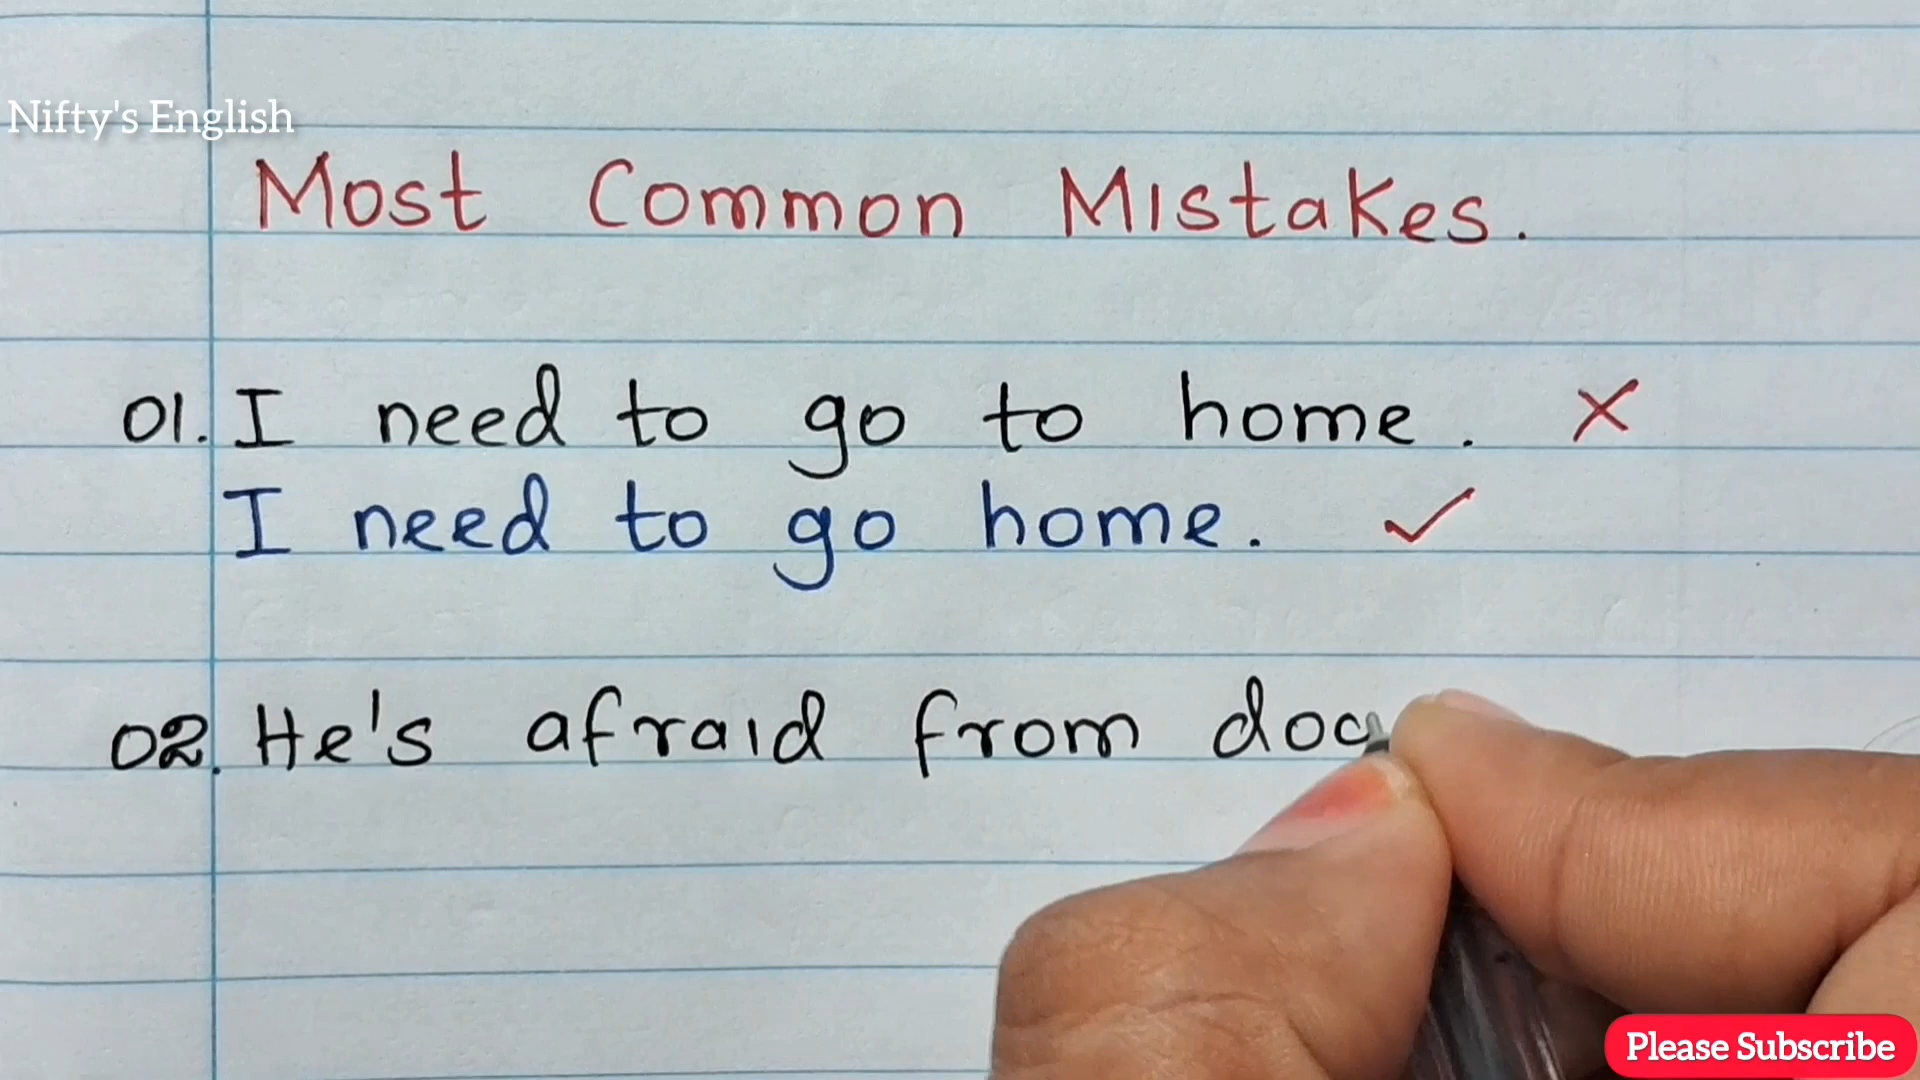 Nifty's English
Most Common Mistakes.
01. I need to go to home. ×
I need to go home. ✓
02. He's afraid from
Please Subscribe